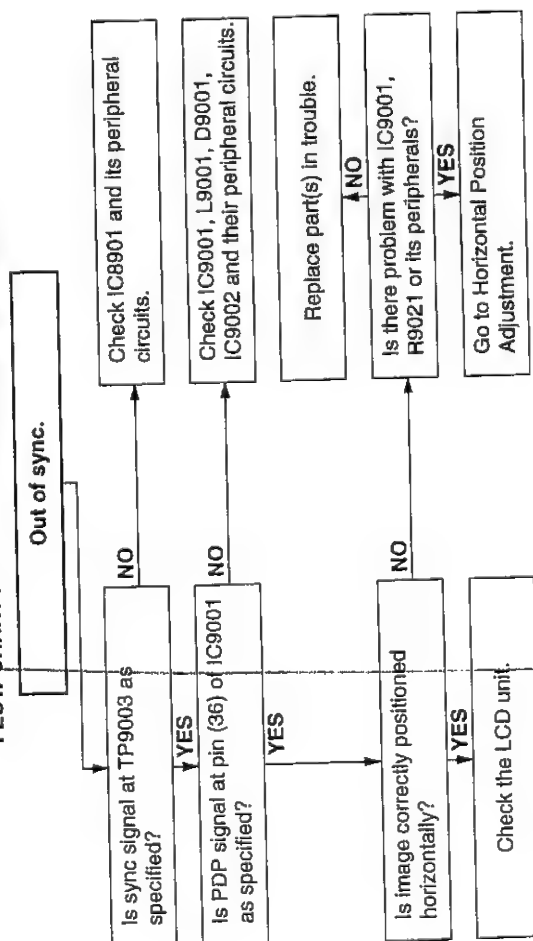 Out of sync.
Is sync signal at TP9003 as
specified?
NO
Check IC8901 and its peripheral
circuits.
YES
Is PDP signal at pin (36) of IC9001
as specified?
NO
Check IC9001, L9001, D9001,
IC9002 and their peripheral circuits.
YES
Replace part(s) in trouble.
NO
Is image correctly positioned
horizontally?
NO
Is there problem with IC9001,
R9021 or its peripherals?
YES
YES
Check the LCD unit.
Go to Horizontal Position
Adjustment.